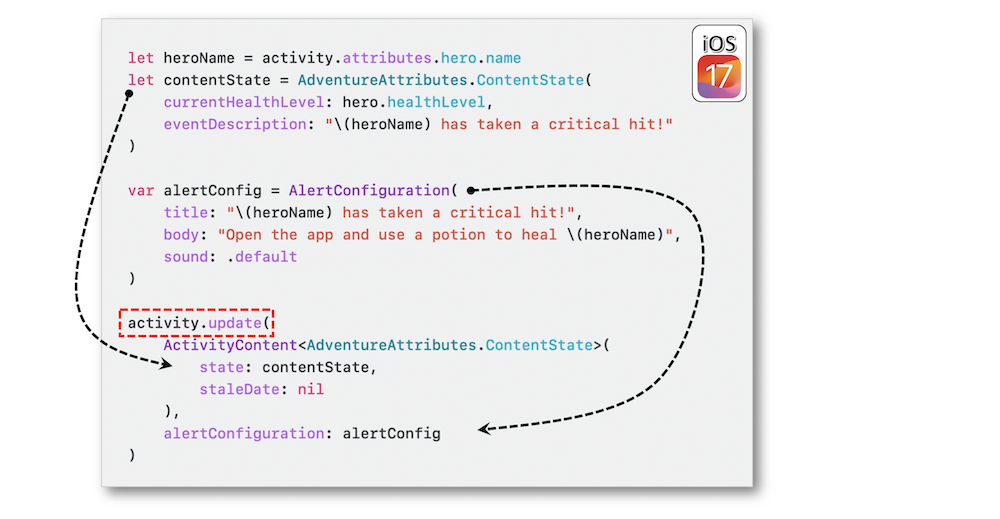 iOS
17
let heroName = activity.attributes.hero.name
let contentState = AdventureAttributes.ContentState(
    currentHealthLevel: hero.healthLevel,
    eventDescription: "\(heroName) has taken a critical hit!"
)
var alertConfig = AlertConfiguration(
    title: "\(heroName) has taken a critical hit!",
    body: "Open the app and use a potion to heal \(heroName)",
    sound: .default
)
activity.update(
    ActivityContent<AdventureAttributes.ContentState>(
        state: contentState,
        staleDate: nil
    ),
    alertConfiguration: alertConfig
)